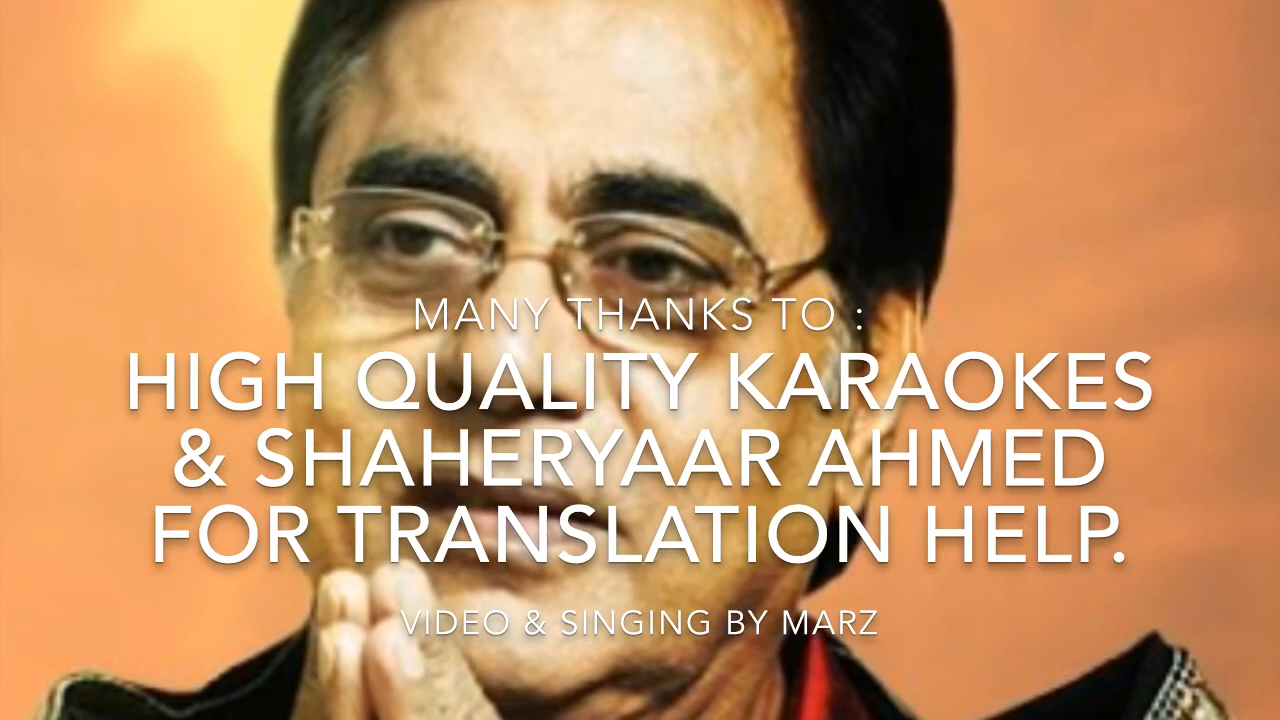 MANY THANKS TO :
HIGH QUALITY KARAOKES
& SHAHERYAAR AHMED
FOR TRANSLATION HELP.
VIDEO & SINGING BY MARZ